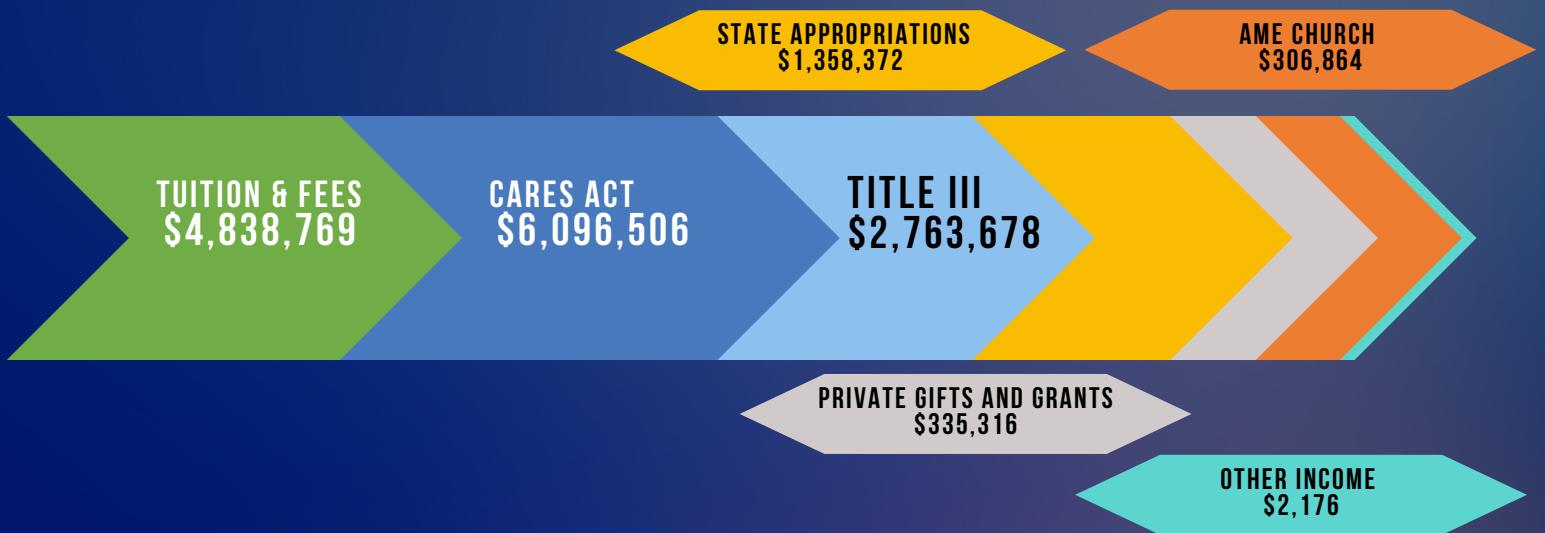 STATE APPROPRIATIONS
$1,358,372
AME CHURCH
$306,864
TUITION & FEES
$4,838,769
CARES ACT
$6,096,506
TITLE III
$2,763,678
PRIVATE GIFTS AND GRANTS
$335,316
OTHER INCOME
$2,176